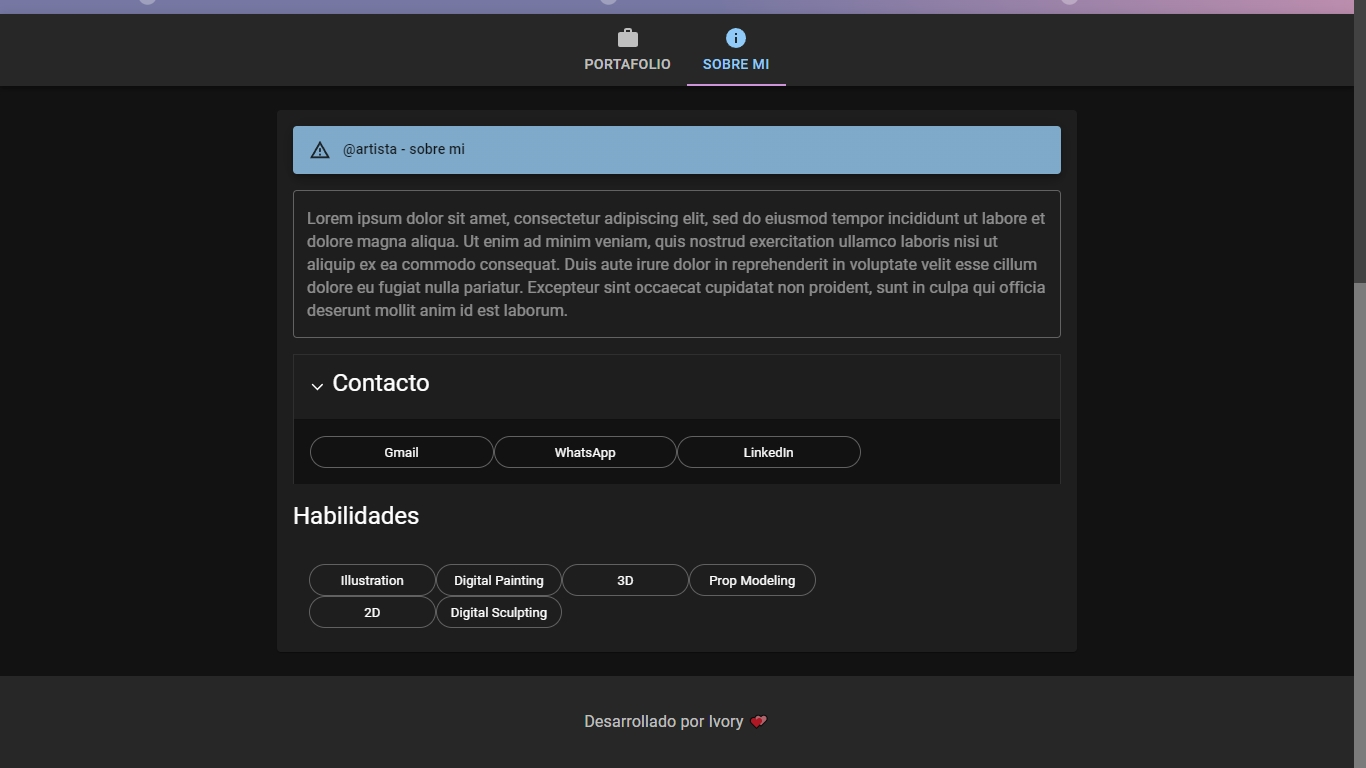 PORTAFOLIO SOBRE MI
@artista - sobre mi
Lorem ipsum dolor sit amet, consectetur adipiscing elit, sed do eiusmod tempor incididunt ut labore et
dolore magna aliqua. Ut enim ad minim veniam, quis nostrud exercitation ullamco laboris nisi ut
aliquip ex ea commodo consequat. Duis aute irure dolor in reprehenderit in voluptate velit esse cillum
dolore eu fugiat nulla pariatur. Excepteur sint occaecat cupidatat non proident, sunt in culpa qui officia
deserunt mollit anim id est laborum.
Contacto
Gmail WhatsApp LinkedIn
Habilidades
Illustration Digital Painting 3D Prop Modeling
2D Digital Sculpting
Desarrollado por Ivory 💕